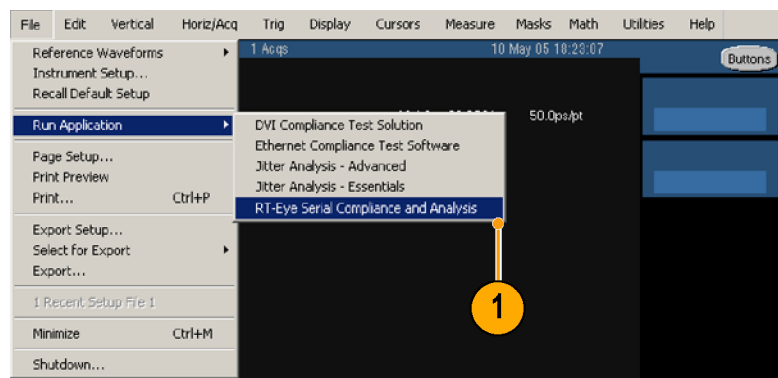 File Edit Vertical Horiz/Acq Trig Display Cursors Measure Masks Math Utilities Help
1 Acqs 10 May 05 18:23:07
Buttons
Reference Waveforms
Instrument Setup...
Recall Default Setup
50.0ps/pt
Run Application
DVI Compliance Test Solution
Ethernet Compliance Test Software
Jitter Analysis - Advanced
Jitter Analysis - Essentials
RT-Eye Serial Compliance and Analysis
Page Setup...
Print Preview
Print... Ctrl+P
Export Setup...
Select for Export
Export...
1 Recent Setup File 1
Minimize Ctrl+M
Shutdown...
1